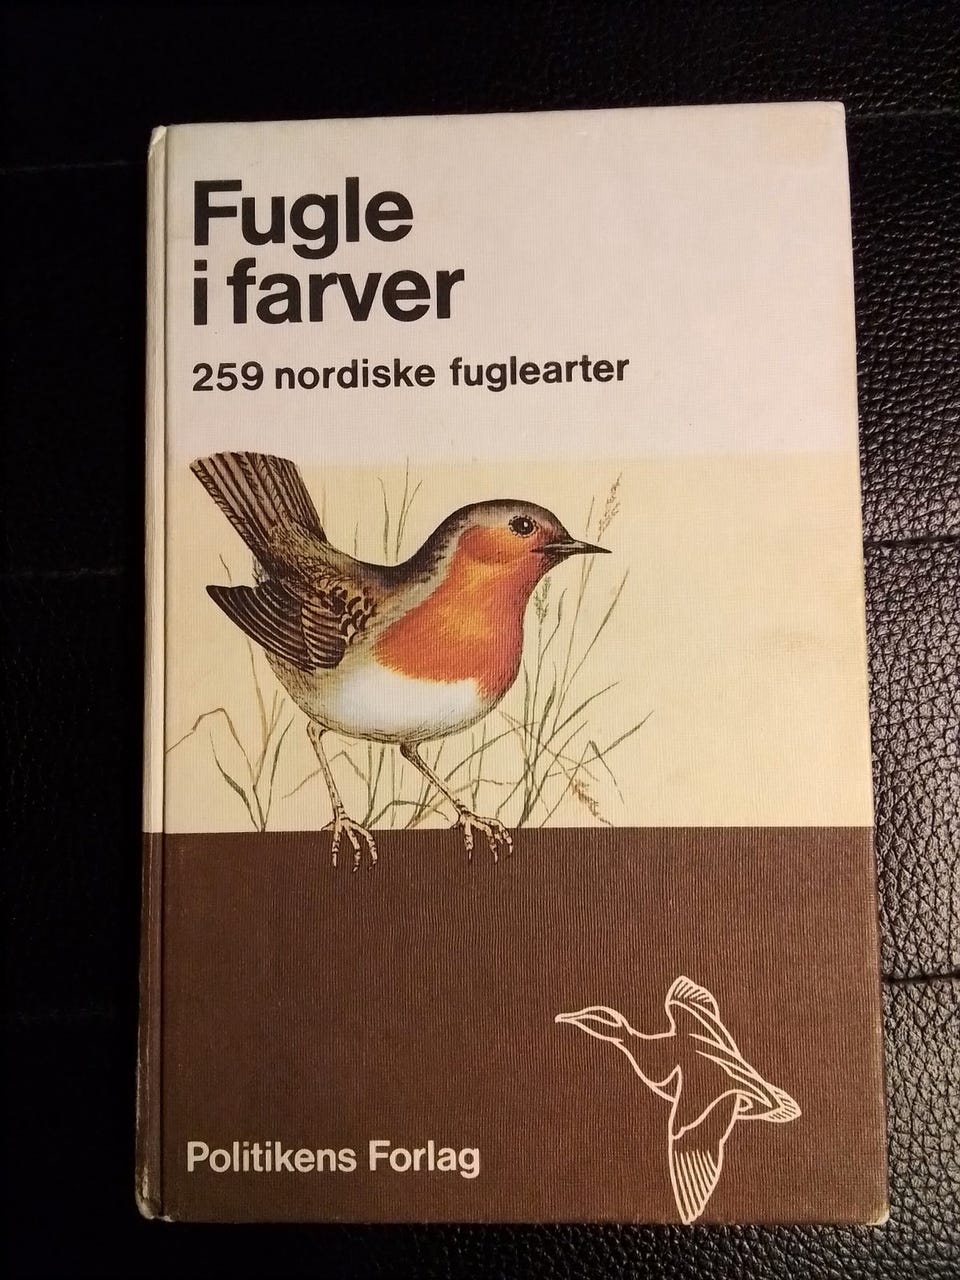 Fugle
i farver
259 nordiske fuglearter
Politikens Forlag